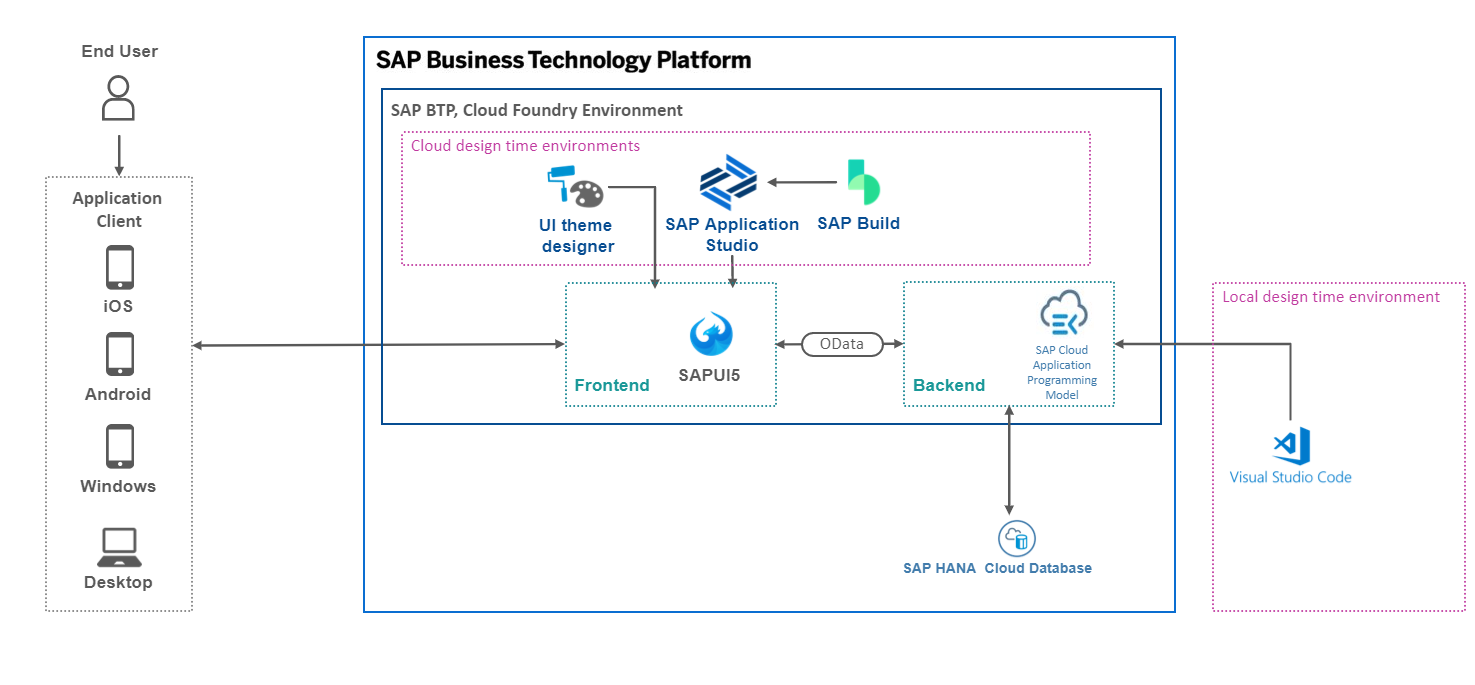 End User
Application
Client
iOS
Android
Windows
Desktop
SAP Business Technology Platform
SAP BTP, Cloud Foundry Environment
Cloud design time environments
UI theme
designer
SAP Application
Studio
SAP Build
Frontend
SAPUI5
OData
Backend
SAP Cloud
Application
Programming
Model
SAP HANA Cloud Database
Local design time environment
Visual Studio Code